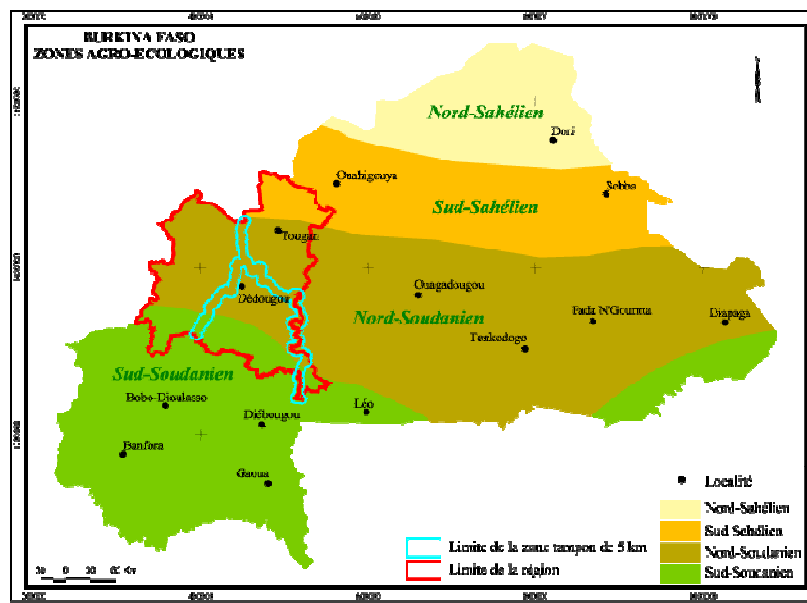 BURKINA FASO
ZONES AGRO-ECOLOGIQUES
Nord-Sahélien
Dori
Ouahigouya
Sebba
Sud-Sahélien
Tougan
Dédougou
Ouagadougou
Nord-Soudanien
Fada N'Gourma
Diapaga
Tenkodogo
Sud-Soudanien
Bobo-Dioulasso
Léo
Diébougou
Banfora
Gaoua
Localité
Nord-Sahélien
Limite de la zone tampon de 5 km
Sud Sahélien
Limite de la région
Nord-Soudanien
Sud-Soudanien